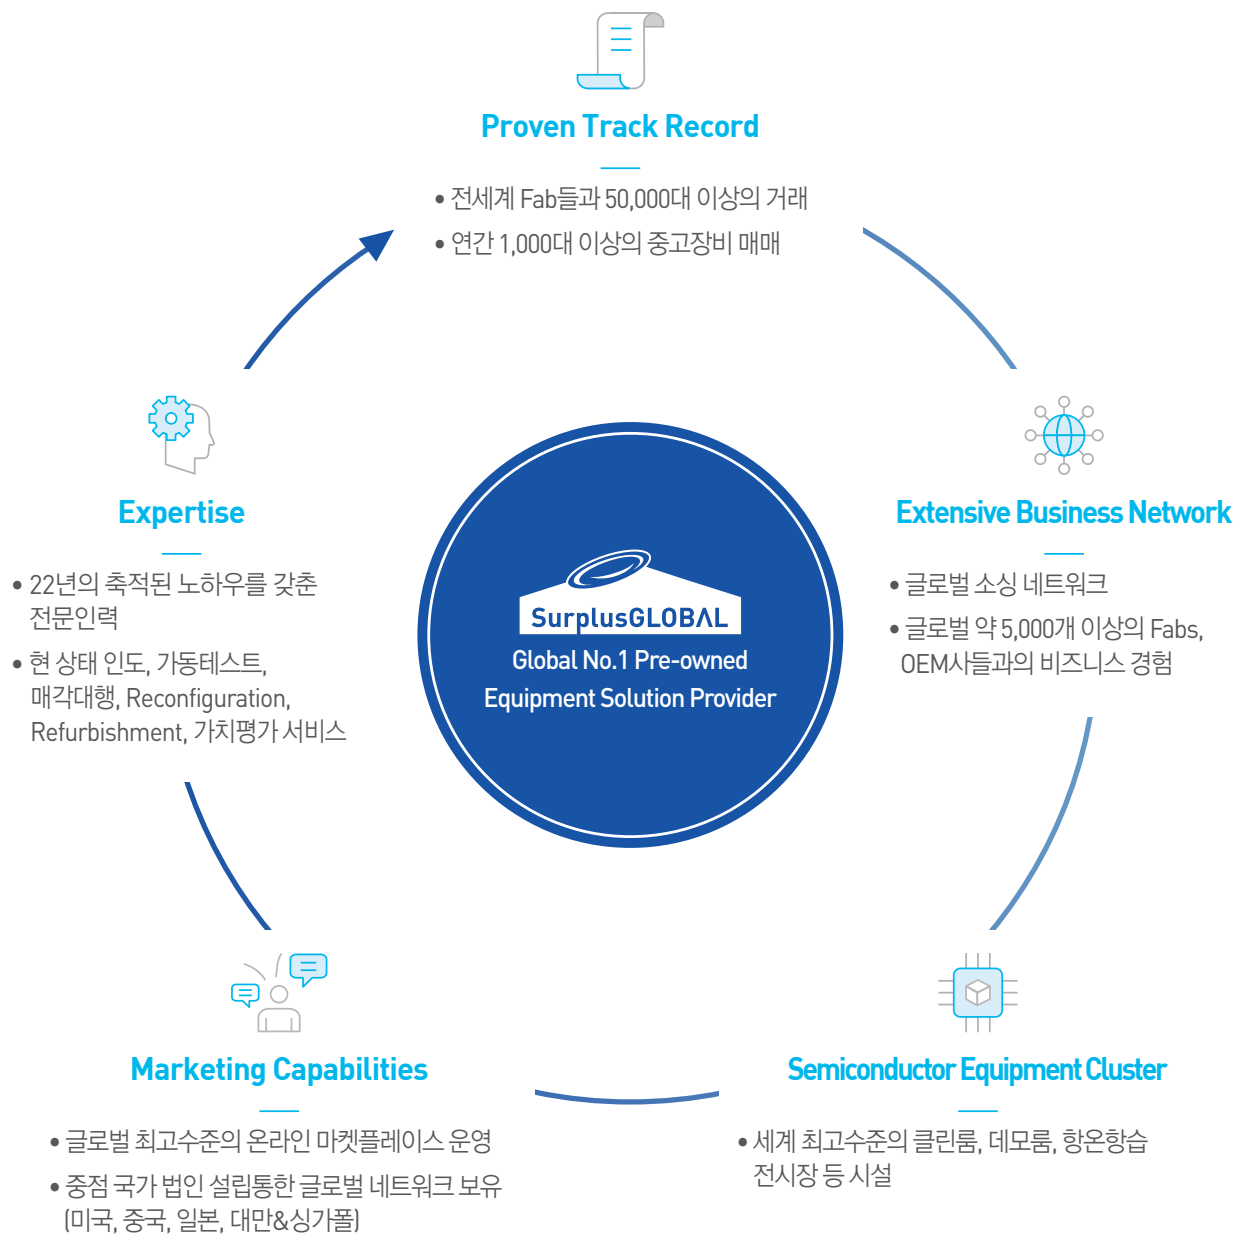 Proven Track Record
• 전세계 Fab들과 50,000대 이상의 거래
• 연간 1,000대 이상의 중고장비 매매
Extensive Business Network
• 글로벌 소싱 네트워크
• 글로벌 약 5,000개 이상의 Fabs,
OEM사들과의 비즈니스 경험
Semiconductor Equipment Cluster
• 세계 최고수준의 클린룸, 데모룸, 항온항습
전시장 등 시설
Marketing Capabilities
• 글로벌 최고수준의 온라인 마켓플레이스 운영
• 중점 국가 법인 설립통한 글로벌 네트워크 보유
(미국, 중국, 일본, 대만&싱가폴)
Expertise
• 22년의 축적된 노하우를 갖춘
전문인력
• 현 상태 인도, 가동테스트,
매각대행, Reconfiguration,
Refurbishment, 가치평가 서비스
SurplusGLOBAL
Global No.1 Pre-owned
Equipment Solution Provider